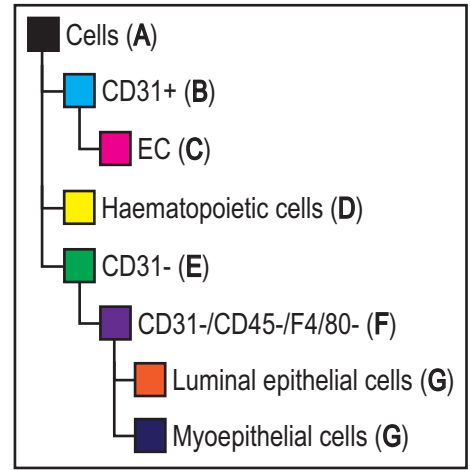 Cells (A)
CD31+ (B)
EC (C)
Haematopoietic cells (D)
CD31- (E)
CD31-/CD45-/F4/80- (F)
Luminal epithelial cells (G)
Myoepithelial cells (G)